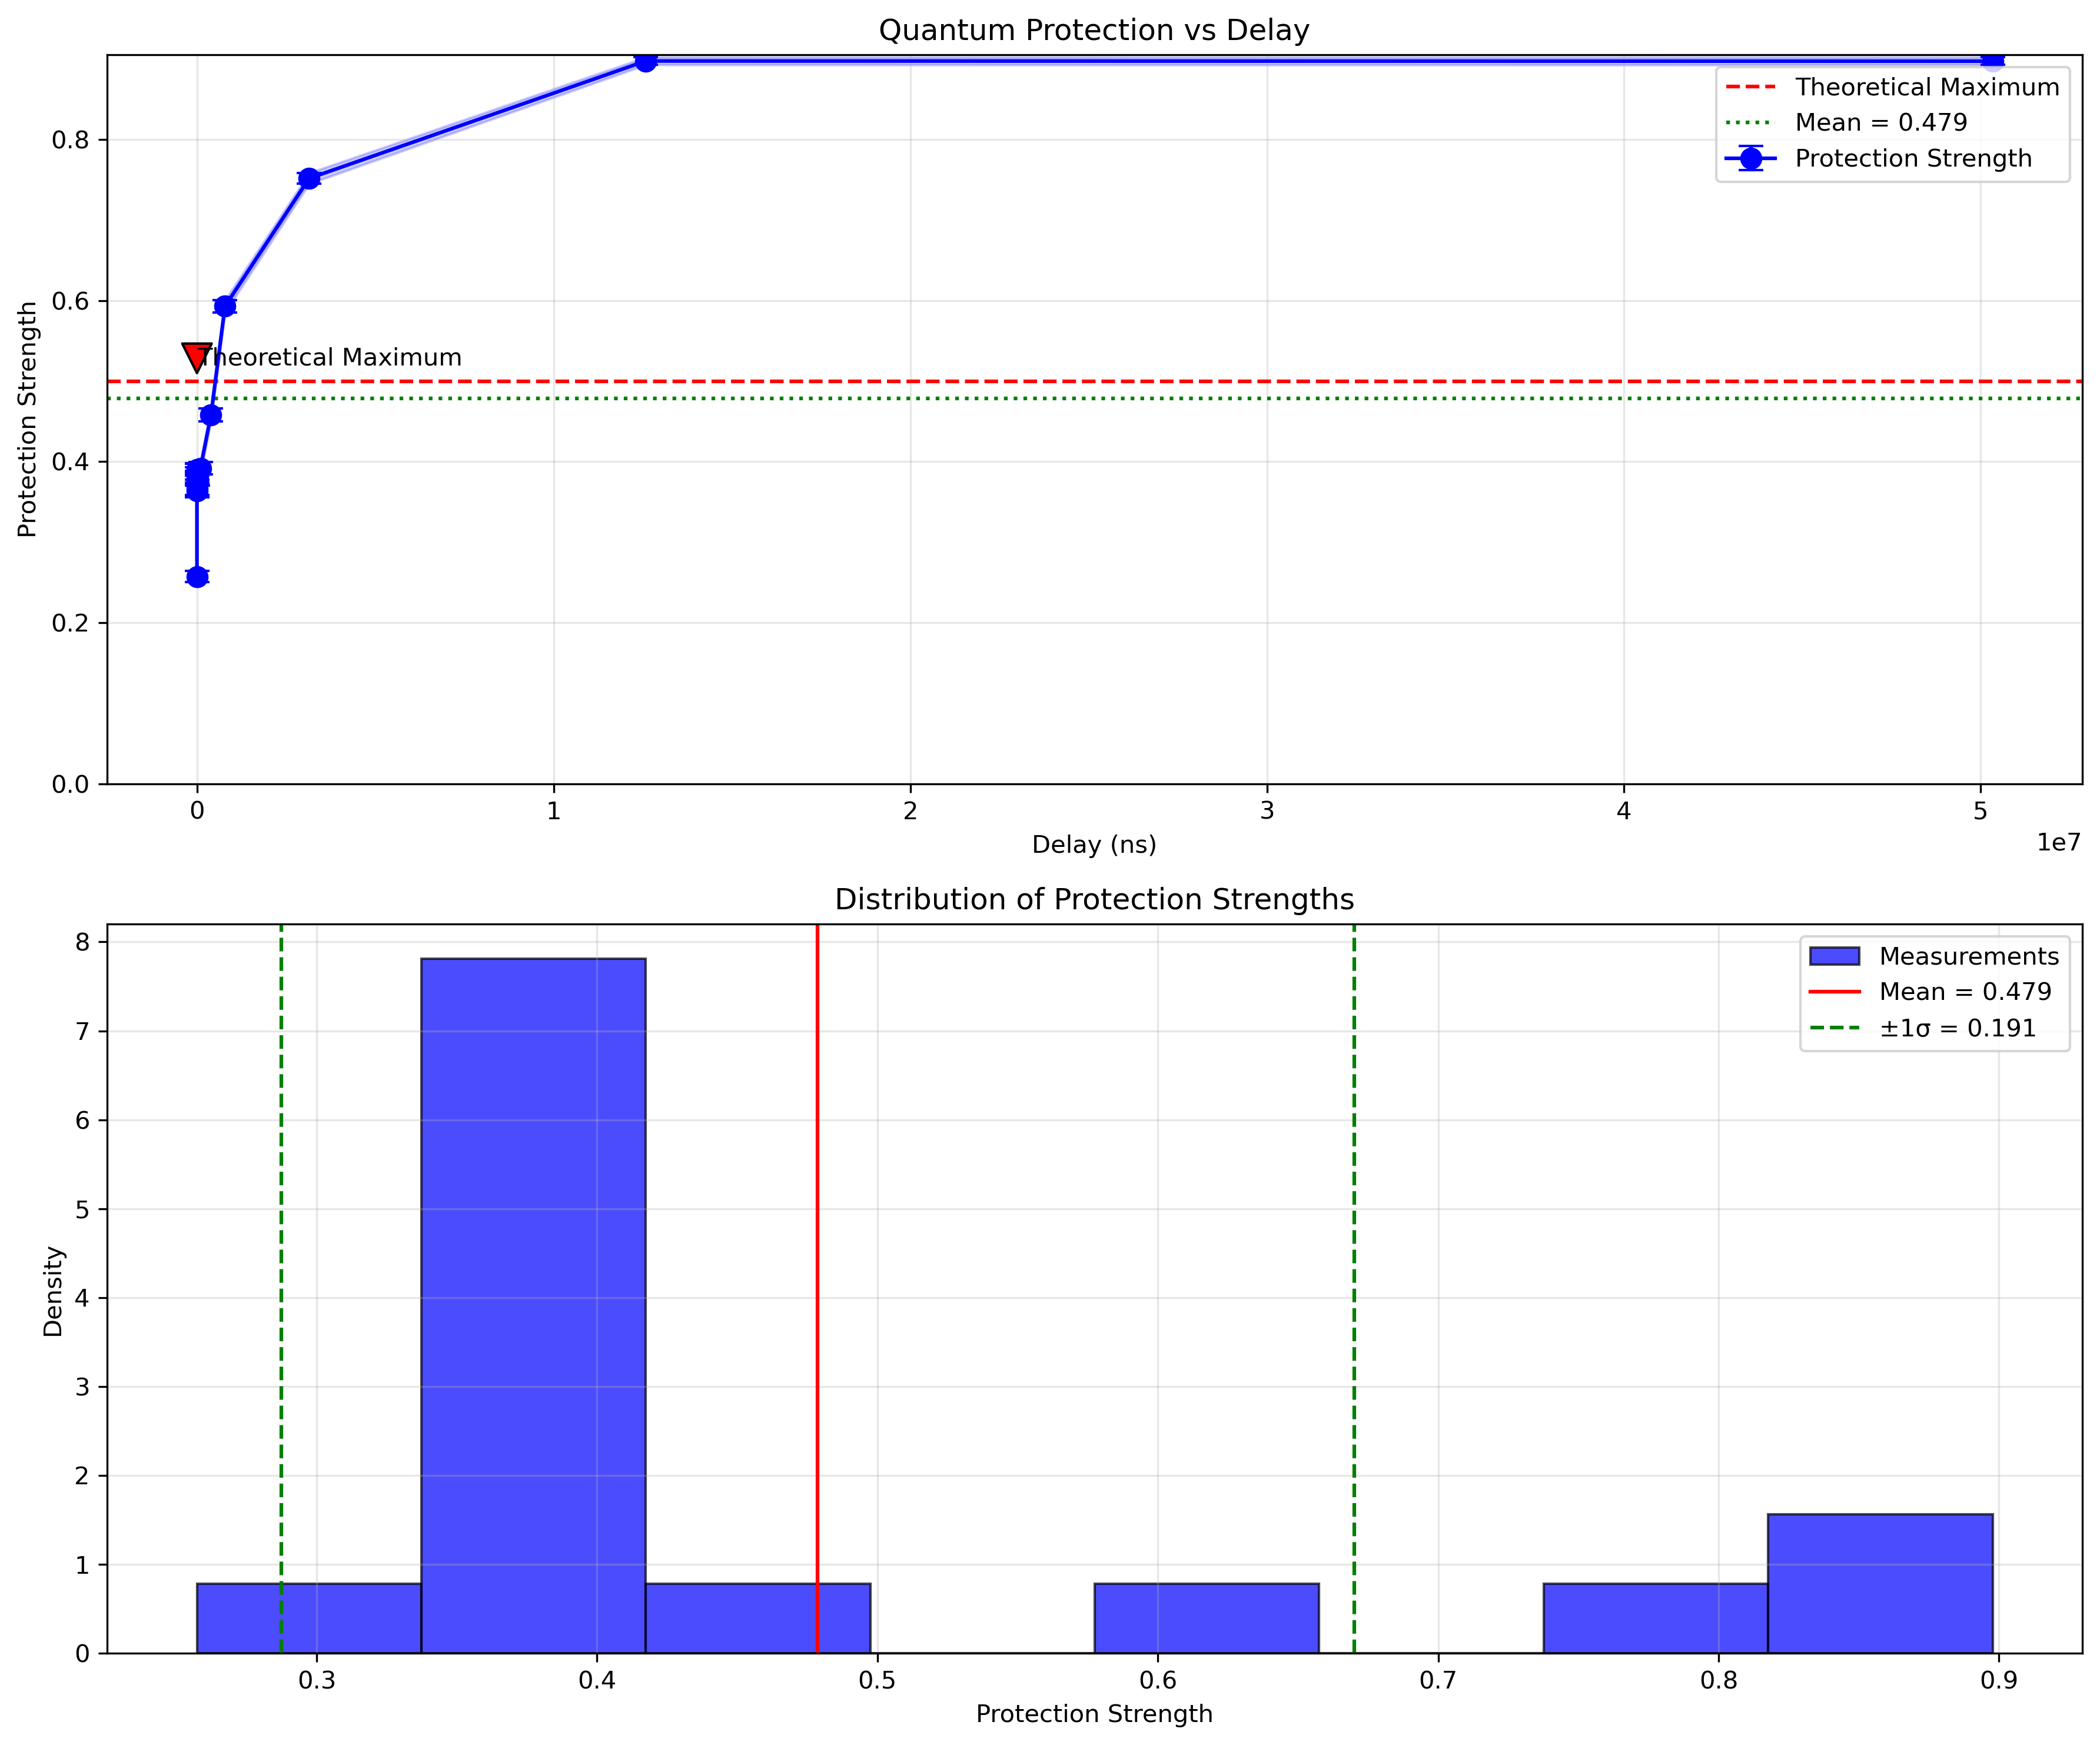 Quantum Protection vs Delay
Protection Strength
0.8
0.6
0.4
0.2
0.0
Theoretical Maximum
Mean = 0.479
Protection Strength
Theoretical Maximum
0 1 2 3 4 5
1e7
Delay (ns)
Distribution of Protection Strengths
Density
8
7
6
5
4
3
2
1
0
Measurements
Mean = 0.479
±1σ = 0.191
0.3 0.4 0.5 0.6 0.7 0.8 0.9
Protection Strength